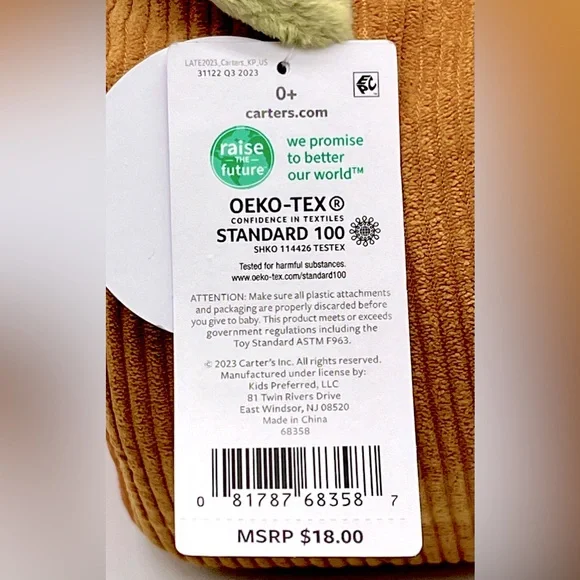 LATE2023_Carters_KP_US
31122 Q3 2023
0+
carters.com
raise
THE
future
we promise
to better
our world™
OEKO-TEX®
CONFIDENCE IN TEXTILES
STANDARD 100
SHKO 114426 TESTEX
Tested for harmful substances.
www.oeko-tex.com/standard100
ATTENTION: Make sure all plastic attachments
and packaging are properly discarded before
you give to baby. This product meets or exceeds
government regulations including the
Toy Standard ASTM F963.
© 2023 Carter's Inc. All rights reserved.
Manufactured under license by:
Kids Preferred, LLC
81 Twin Rivers Drive
East Windsor, NJ 08520
Made in China
68358
0 81787 68358 7
MSRP $18.00